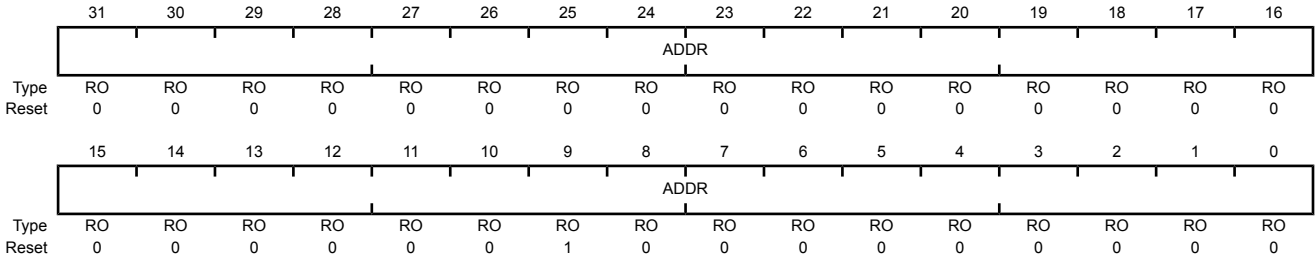 31 30 29 28 27 26 25 24 23 22 21 20 19 18 17 16
ADDR
Type RO RO RO RO RO RO RO RO RO RO RO RO RO RO RO RO
Reset 0 0 0 0 0 0 0 0 0 0 0 0 0 0 0 0
15 14 13 12 11 10 9 8 7 6 5 4 3 2 1 0
ADDR
Type RO RO RO RO RO RO RO RO RO RO RO RO RO RO RO RO
Reset 0 0 0 0 0 0 1 0 0 0 0 0 0 0 0 0